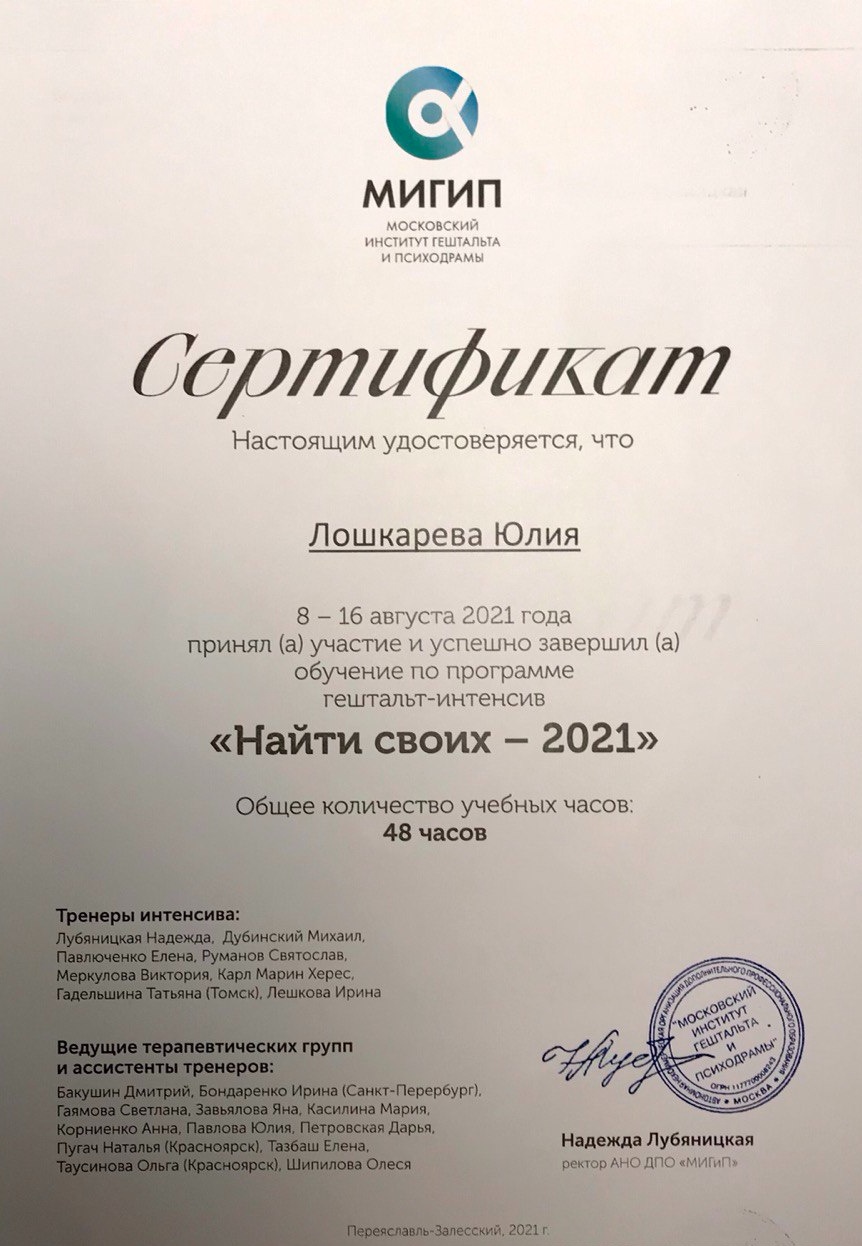 МИГИП
МОСКОВСКИЙ
ИНСТИТУТ ГЕШТАЛЬТА
И ПСИХОДРАМЫ
Сертификат
Настоящим удостоверяется, что
Лошкарева Юлия
8 – 16 августа 2021 года
принял (а) участие и успешно завершил (а)
обучение по программе
гештальт-интенсив
«Найти своих – 2021»
Общее количество учебных часов:
48 часов
Тренеры интенсива:
Лубяницкая Надежда, Дубинский Михаил,
Павлюченко Елена, Руманов Святослав,
Меркулова Виктория, Карл Марин Херес,
Гадельшина Татьяна (Томск), Лешкова Ирина
Ведущие терапевтических групп
и ассистенты тренеров:
Бакушин Дмитрий, Бондаренко Ирина (Санкт-Перербург),
Гаямова Светлана, Завьялова Яна, Касилина Мария,
Корниенко Анна, Павлова Юлия, Петровская Дарья,
Пугач Наталья (Красноярск), Тазбаш Елена,
Таусинова Ольга (Красноярск), Шипилова Олеся
"МОСКОВСКИЙ
ИНСТИТУТ
ГЕШТАЛЬТА
И
ПСИХОДРАМЫ"
МОСКВА
Надежда Лубяницкая
ректор АНО ДПО «МИГиП»
Переяславль-Залесский, 2021 г.